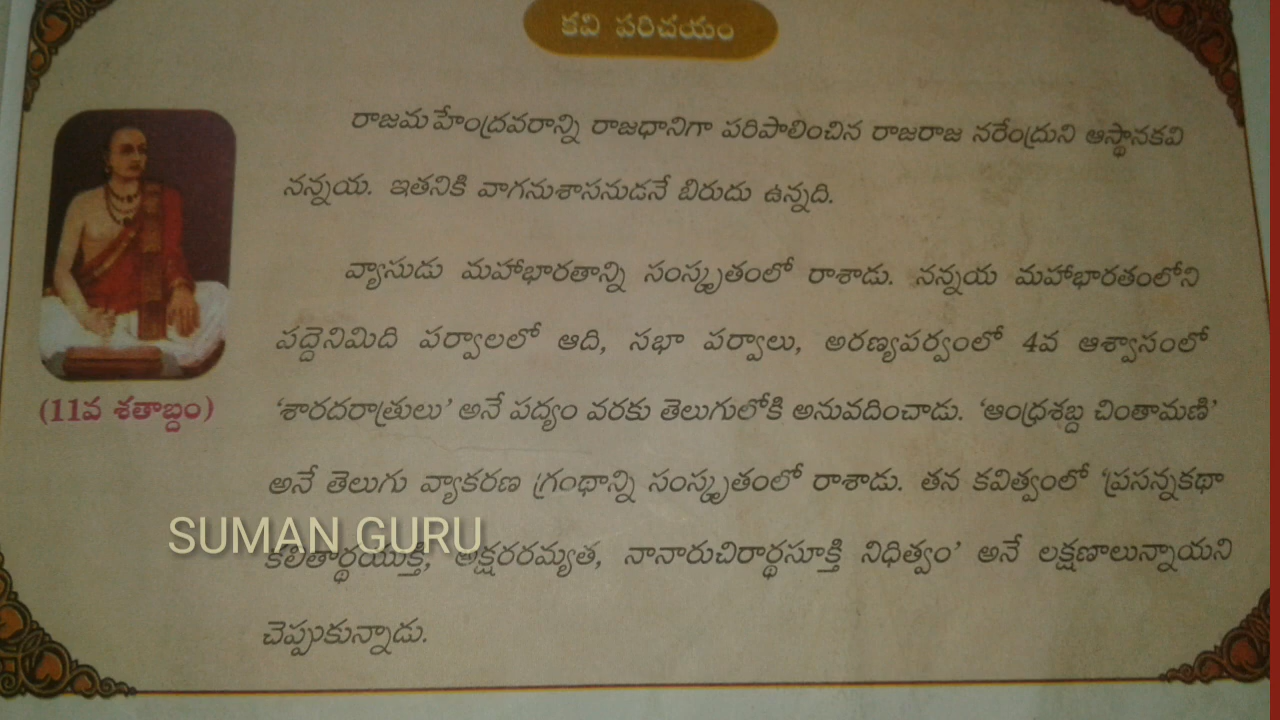 కవి పరిచయం
రాజమహేంద్రవరాన్ని రాజధానిగా పరిపాలించిన రాజరాజ నరేంద్రుని ఆస్థానకవి
నన్నయ. ఇతనికి వాగనుశాసనుడనే బిరుదు ఉన్నది.
వ్యాసుడు మహాభారతాన్ని సంస్కృతంలో రాశాడు. నన్నయ మహాభారతంలోని
పద్దెనిమిది పర్వాలలో ఆది, సభా పర్వాలు, అరణ్యపర్వంలో 4వ ఆశ్వాసంలో
(11వ శతాబ్దం)
‘శారదరాత్రులు’ అనే పద్యం వరకు తెలుగులోకి అనువదించాడు. ‘ఆంధ్రశబ్ద చింతామణి’
అనే తెలుగు వ్యాకరణ గ్రంథాన్ని సంస్కృతంలో రాశాడు. తన కవిత్వంలో ‘ప్రసన్నకథా
SUMAN GURU
కలితార్థయుక్తి, అక్షరరమ్యత, నానారుచిరార్థసూక్తి నిధిత్వం’ అనే లక్షణాలున్నాయని
చెప్పుకున్నాడు.